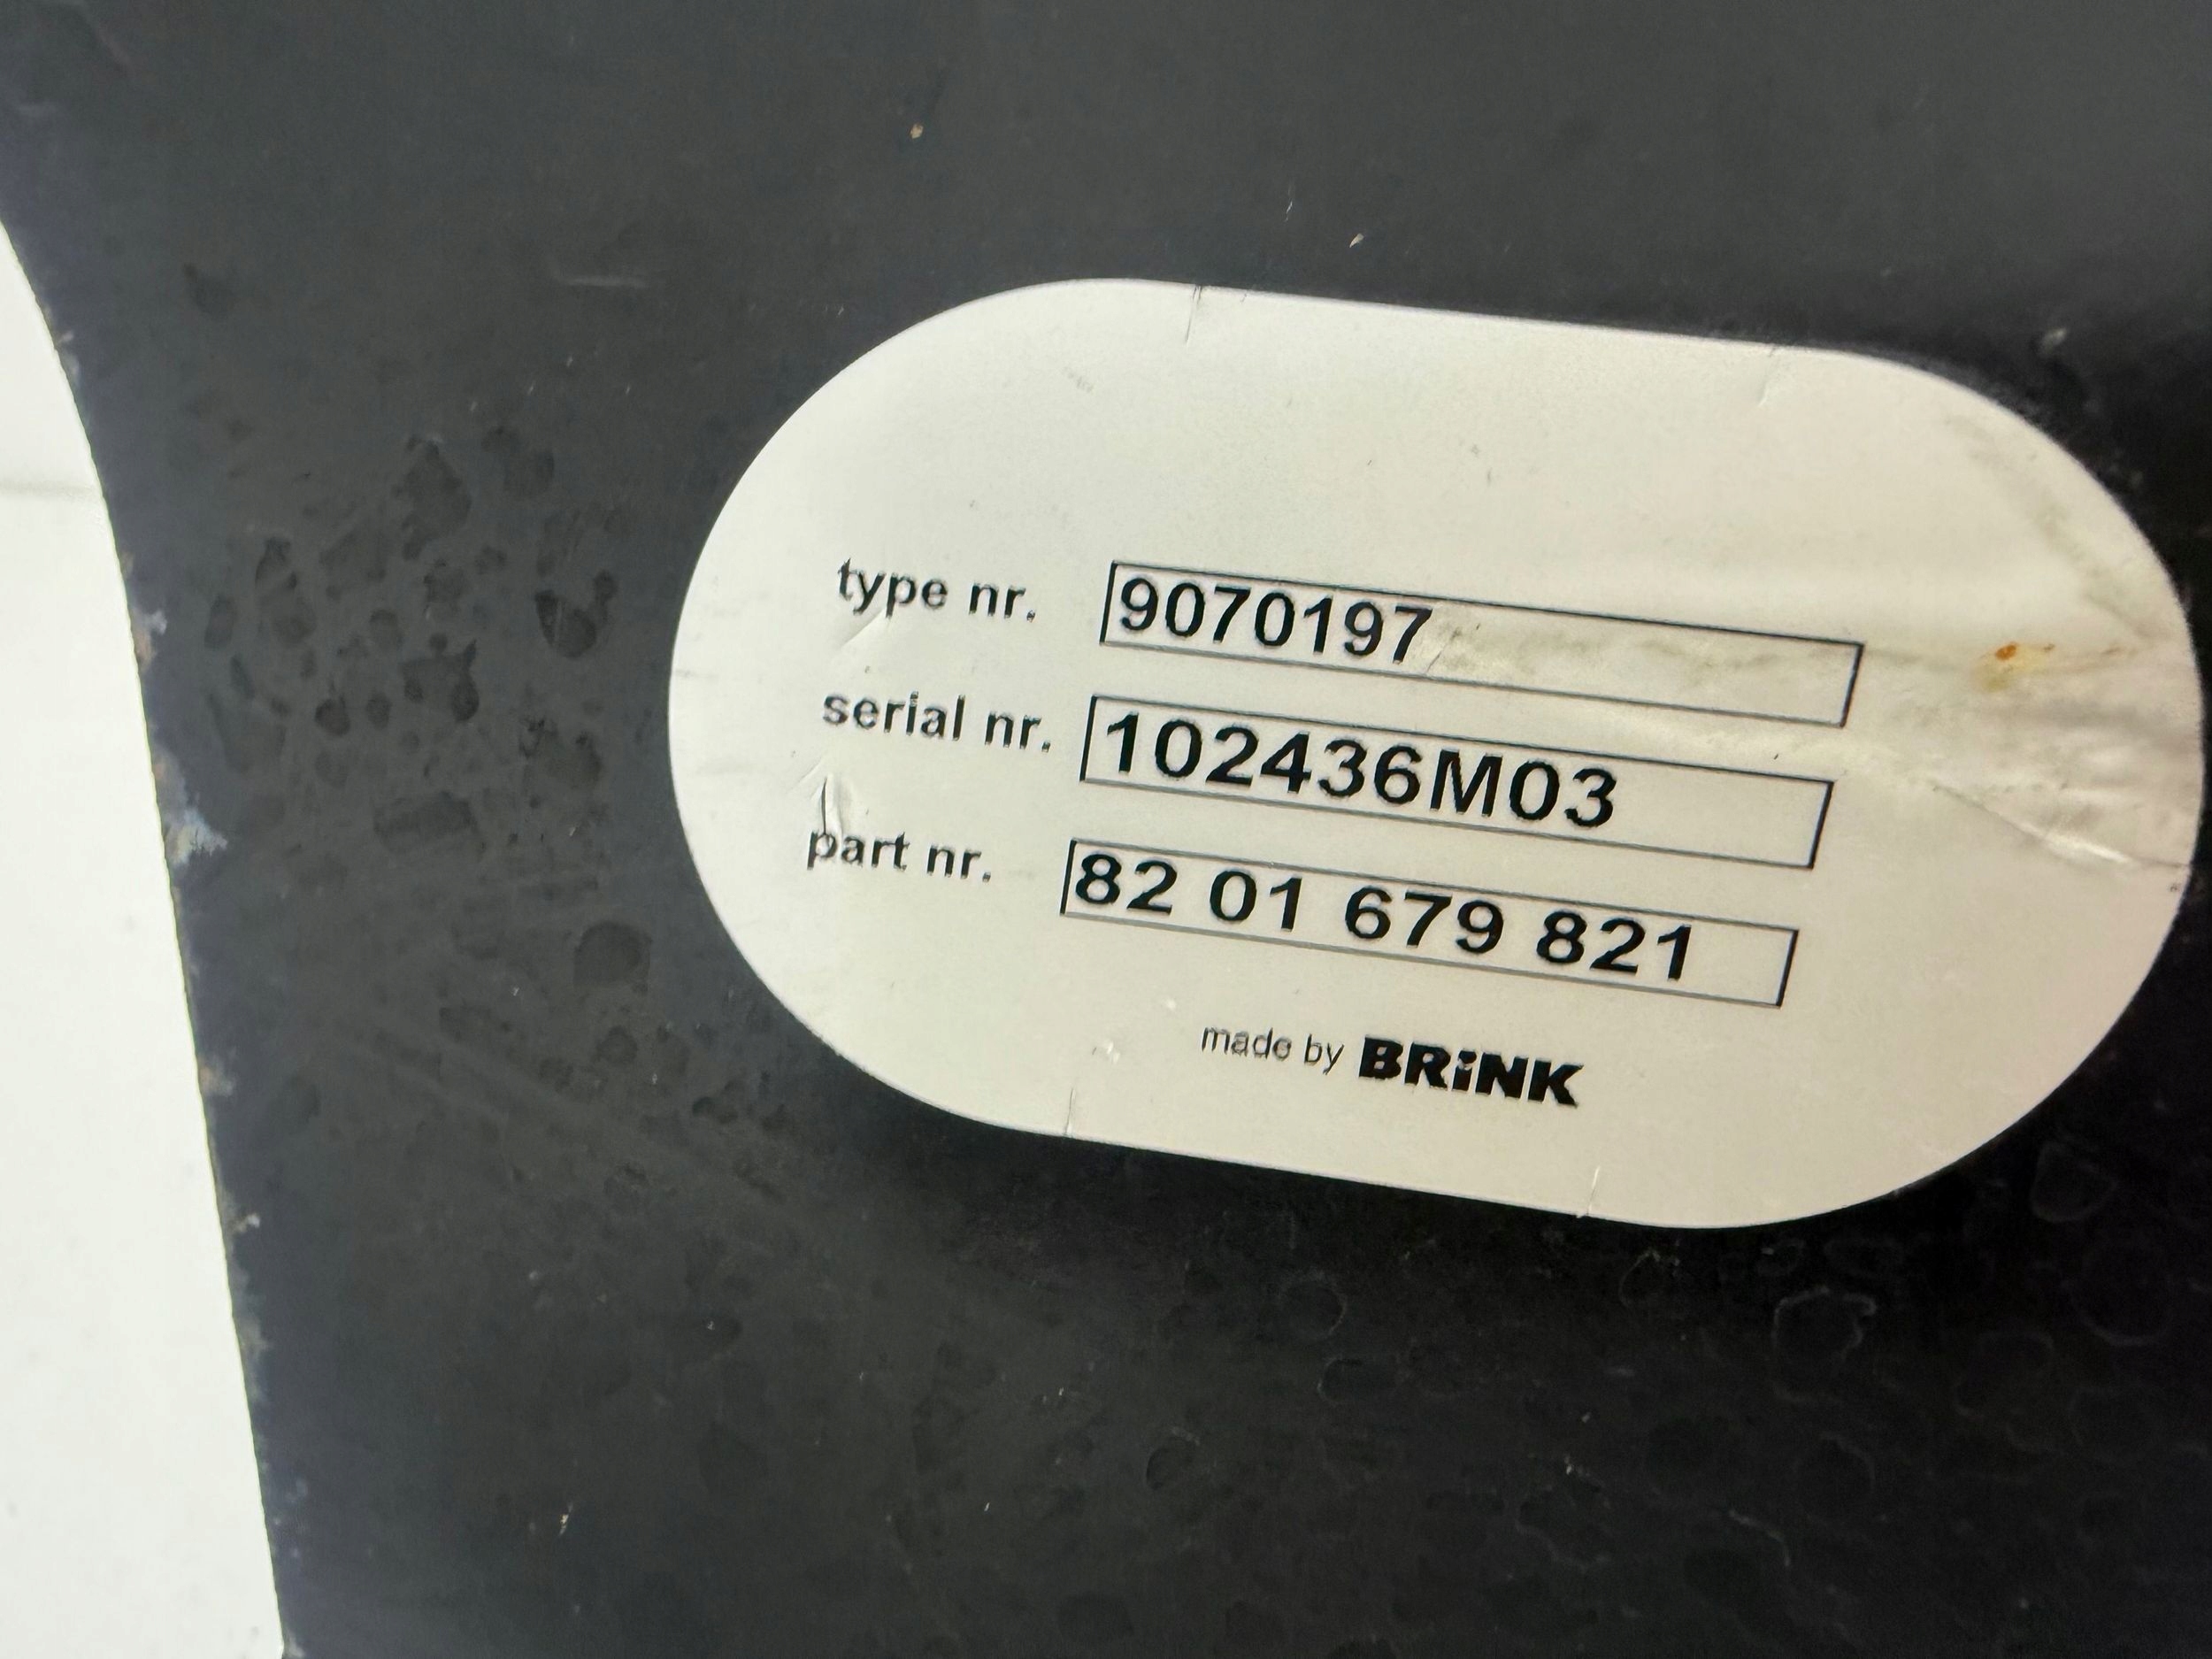 type nr. 9070197
serial nr. 102436M03
part nr. 82 01 679 821
made by BRiNK